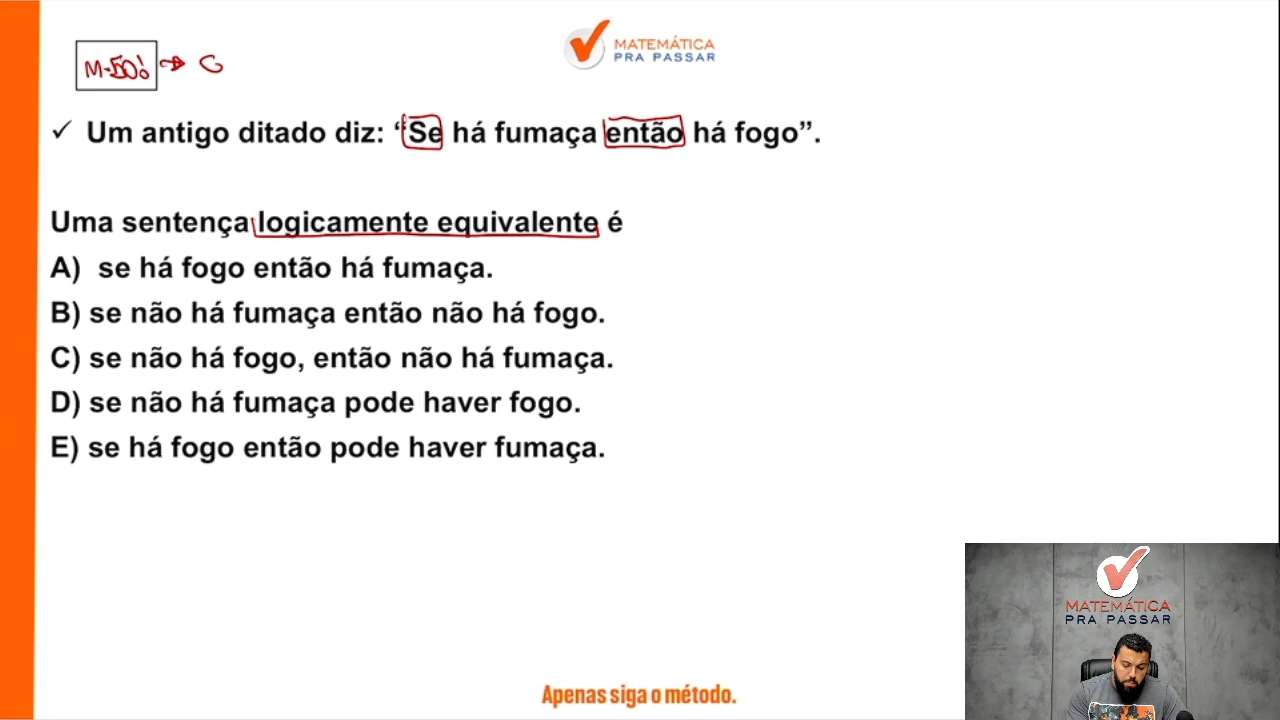 MATEMÁTICA
PRA PASSAR
✓ Um antigo ditado diz: “Se há fumaça então há fogo”.
Uma sentença logicamente equivalente é
A) se há fogo então há fumaça.
B) se não há fumaça então não há fogo.
C) se não há fogo, então não há fumaça.
D) se não há fumaça pode haver fogo.
E) se há fogo então pode haver fumaça.
MATEMÁTICA
PRA PASSAR
Apenas siga o método.